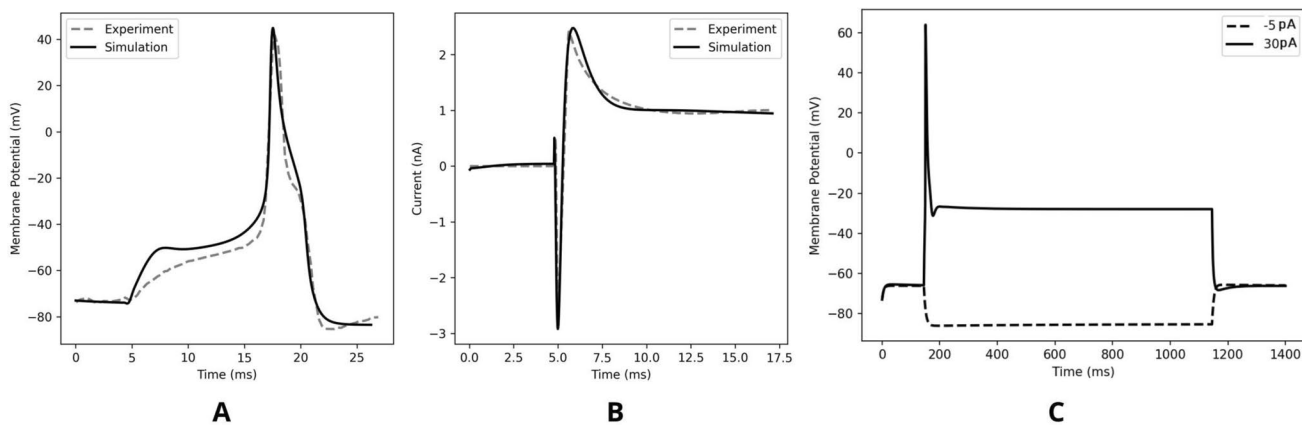 40
20
0
−20
−40
−60
−80
Membrane Potential (mV)
Experiment
Simulation
0 5 10 15 20 25
Time (ms)
A
2
1
0
−1
−2
−3
Current (nA)
Experiment
Simulation
0.0 2.5 5.0 7.5 10.0 12.5 15.0 17.5
Time (ms)
B
60
40
20
0
−20
−40
−60
−80
Membrane Potential (mV)
-5 pA
30pA
0 200 400 600 800 1000 1200 1400
Time (ms)
C